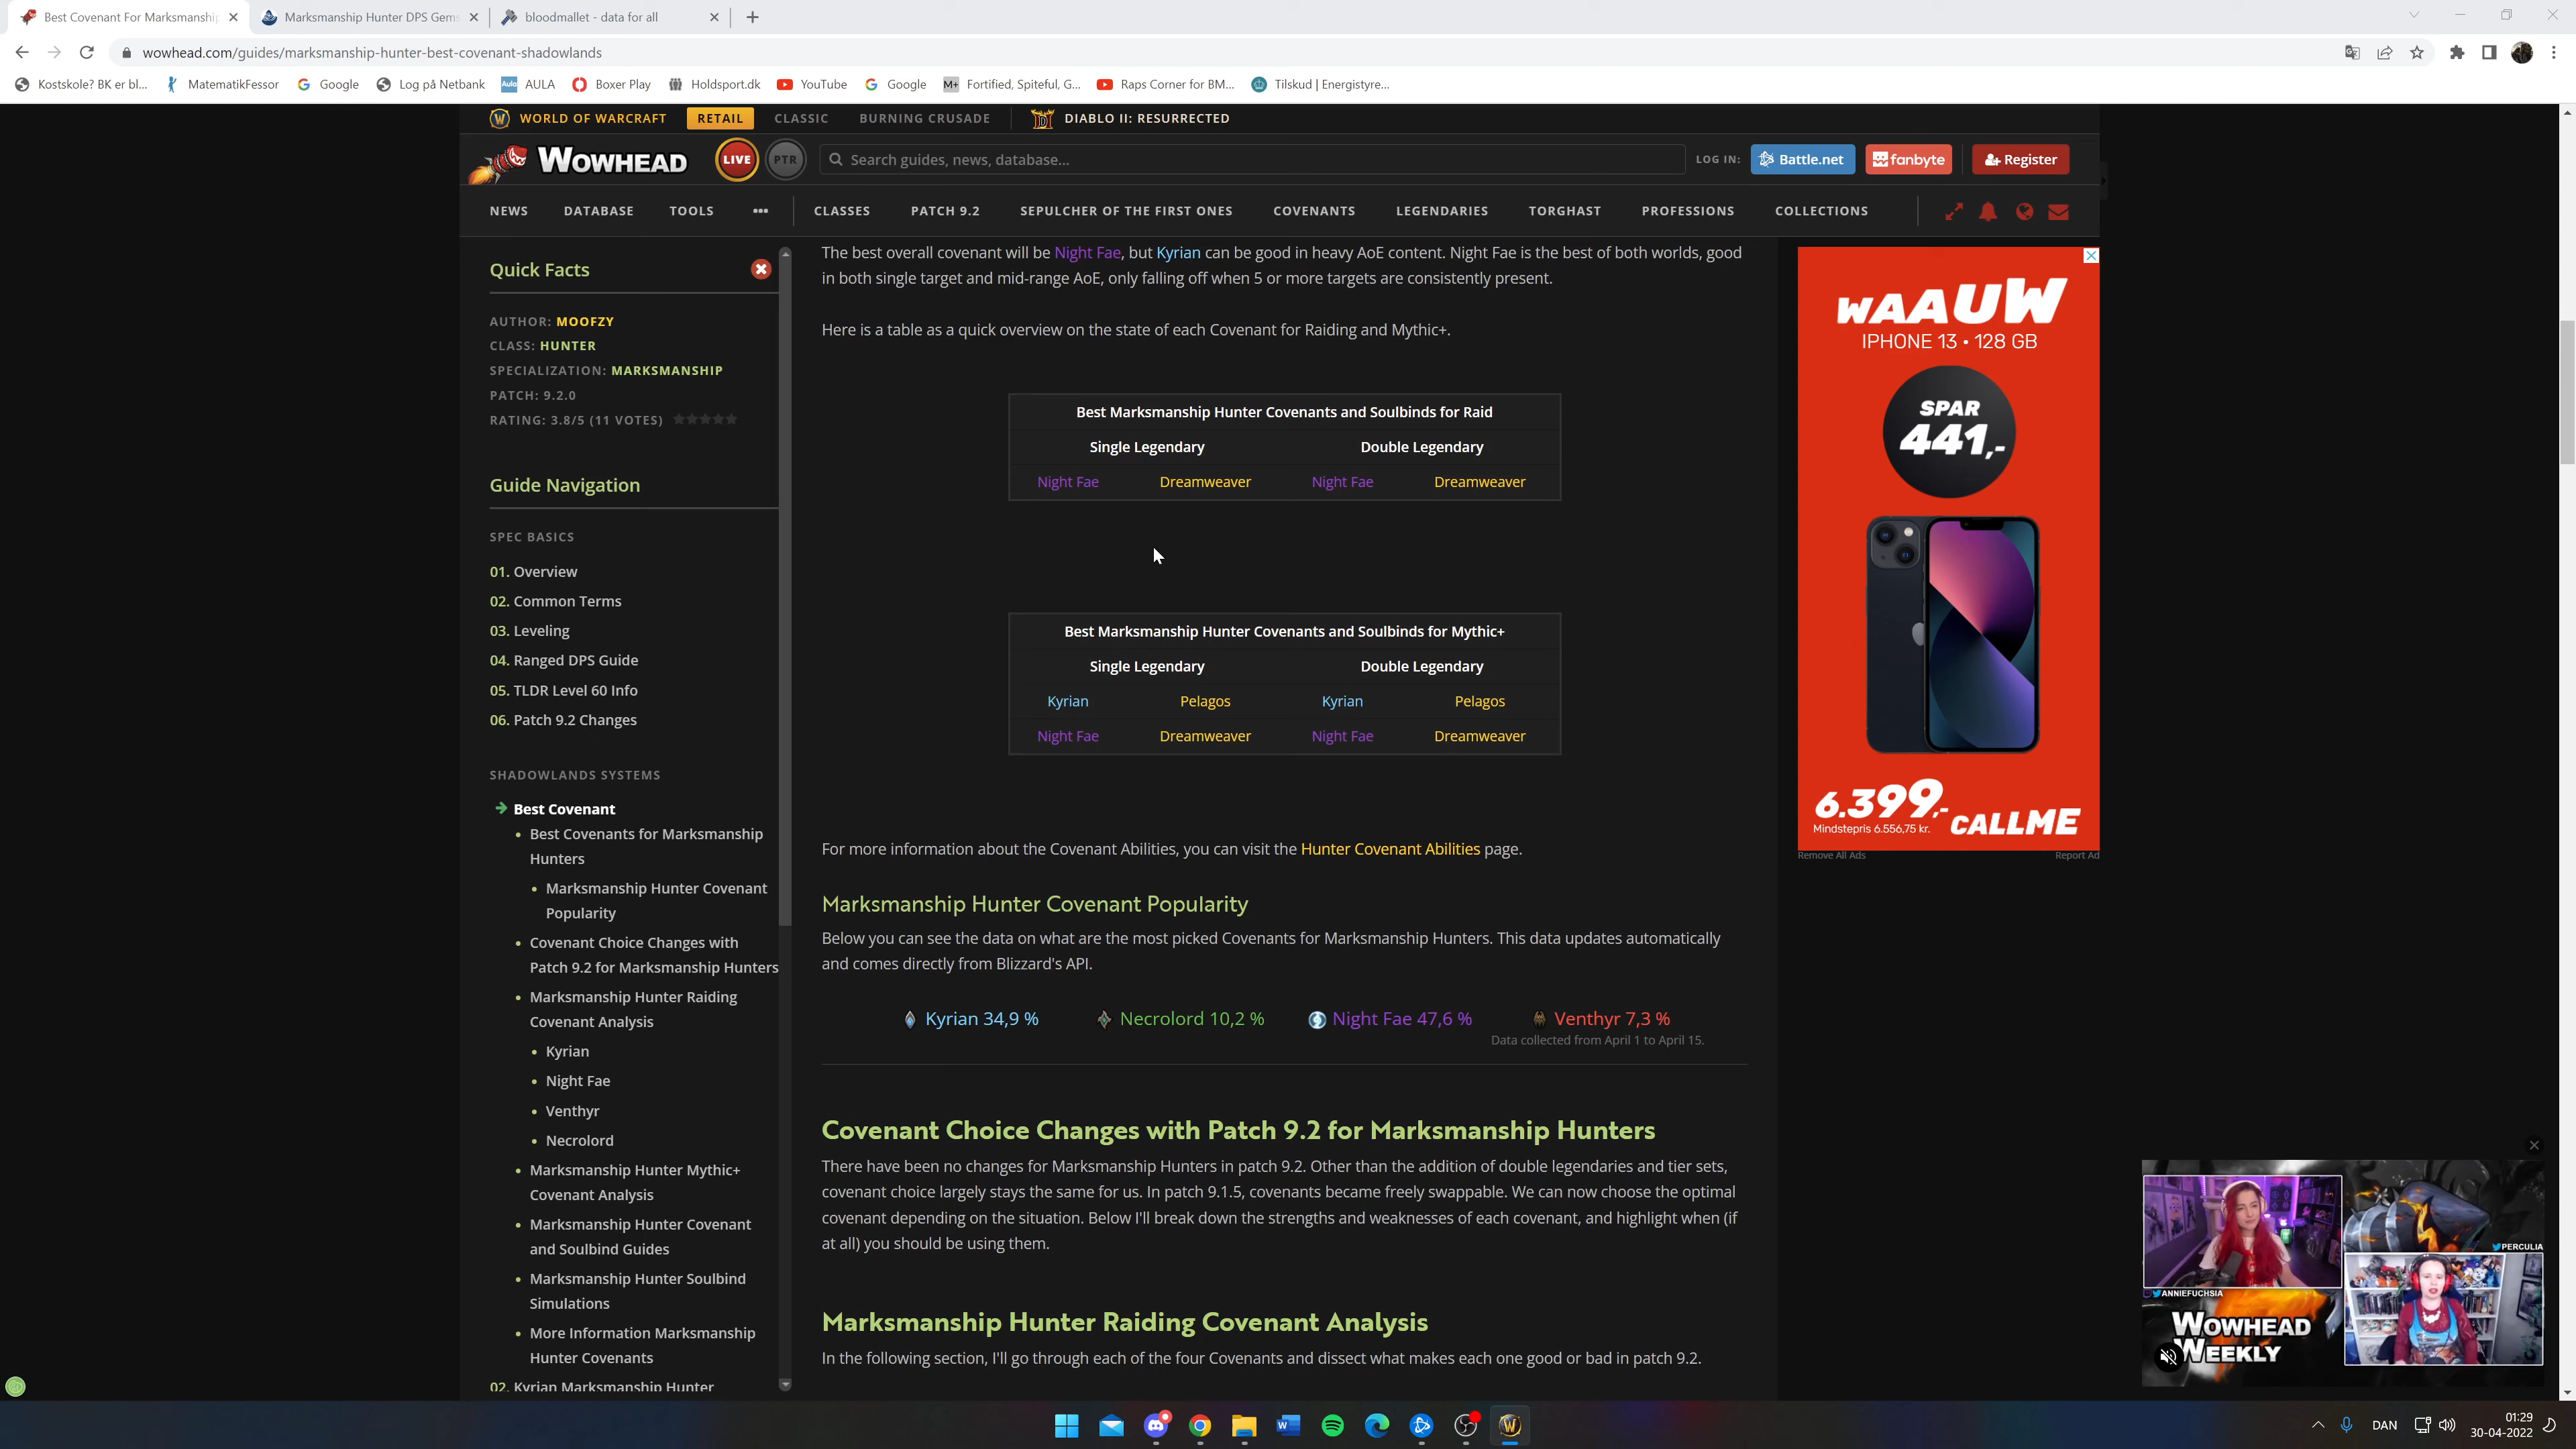 Best Covenant For Marksmanship
Marksmanship Hunter DPS Gems
bloodmallet - data for all
wowhead.com/guides/marksmanship-hunter-best-covenant-shadowlands
Kostskole? BK er bl...
MatematikFessor
Google
Log på Netbank
Aula AULA
Boxer Play
Holdsport.dk
YouTube
Google
M+ Fortified, Spiteful, G...
Raps Corner for BM...
Tilskud | Energistyre...
WORLD OF WARCRAFT
RETAIL
CLASSIC
BURNING CRUSADE
DIABLO II: RESURRECTED
WOWHEAD
LIVE
PTR
Search guides, news, database...
LOG IN:
Battle.net
fanbyte
Register
NEWS
DATABASE
TOOLS
CLASSES
PATCH 9.2
SEPULCHER OF THE FIRST ONES
COVENANTS
LEGENDARIES
TORGHAST
PROFESSIONS
COLLECTIONS
Quick Facts
AUTHOR: MOOFZY
CLASS: HUNTER
SPECIALIZATION: MARKSMANSHIP
PATCH: 9.2.0
RATING: 3.8/5 (11 VOTES)
Guide Navigation
SPEC BASICS
01. Overview
02. Common Terms
03. Leveling
04. Ranged DPS Guide
05. TLDR Level 60 Info
06. Patch 9.2 Changes
SHADOWLANDS SYSTEMS
Best Covenant
• Best Covenants for Marksmanship
Hunters
• Marksmanship Hunter Covenant
Popularity
• Covenant Choice Changes with
Patch 9.2 for Marksmanship Hunters
• Marksmanship Hunter Raiding
Covenant Analysis
• Kyrian
• Night Fae
• Venthyr
• Necrolord
• Marksmanship Hunter Mythic+
Covenant Analysis
• Marksmanship Hunter Covenant
and Soulbind Guides
• Marksmanship Hunter Soulbind
Simulations
• More Information Marksmanship
Hunter Covenants
02. Kyrian Marksmanship Hunter
The best overall covenant will be Night Fae, but Kyrian can be good in heavy AoE content. Night Fae is the best of both worlds, good
in both single target and mid-range AoE, only falling off when 5 or more targets are consistently present.
Here is a table as a quick overview on the state of each Covenant for Raiding and Mythic+.
Best Marksmanship Hunter Covenants and Soulbinds for Raid
Single Legendary Double Legendary
Night Fae Dreamweaver Night Fae Dreamweaver
Best Marksmanship Hunter Covenants and Soulbinds for Mythic+
Single Legendary Double Legendary
Kyrian Pelagos Kyrian Pelagos
Night Fae Dreamweaver Night Fae Dreamweaver
For more information about the Covenant Abilities, you can visit the Hunter Covenant Abilities page.
Marksmanship Hunter Covenant Popularity
Below you can see the data on what are the most picked Covenants for Marksmanship Hunters. This data updates automatically
and comes directly from Blizzard's API.
Kyrian 34,9 % Necrolord 10,2 % Night Fae 47,6 % Venthyr 7,3 %
Data collected from April 1 to April 15.
Covenant Choice Changes with Patch 9.2 for Marksmanship Hunters
There have been no changes for Marksmanship Hunters in patch 9.2. Other than the addition of double legendaries and tier sets,
covenant choice largely stays the same for us. In patch 9.1.5, covenants became freely swappable. We can now choose the optimal
covenant depending on the situation. Below I'll break down the strengths and weaknesses of each covenant, and highlight when (if
at all) you should be using them.
Marksmanship Hunter Raiding Covenant Analysis
In the following section, I'll go through each of the four Covenants and dissect what makes each one good or bad in patch 9.2.
WAAUW
IPHONE 13 • 128 GB
SPAR
441,-
6.399,-
Mindstepris 6.556,75 kr.
CALLME
Remove All Ads
Report Ad
PERCULIA
ANNIEFUCHSIA
WOWHEAD
WEEKLY
DAN
01:29
30-04-2022